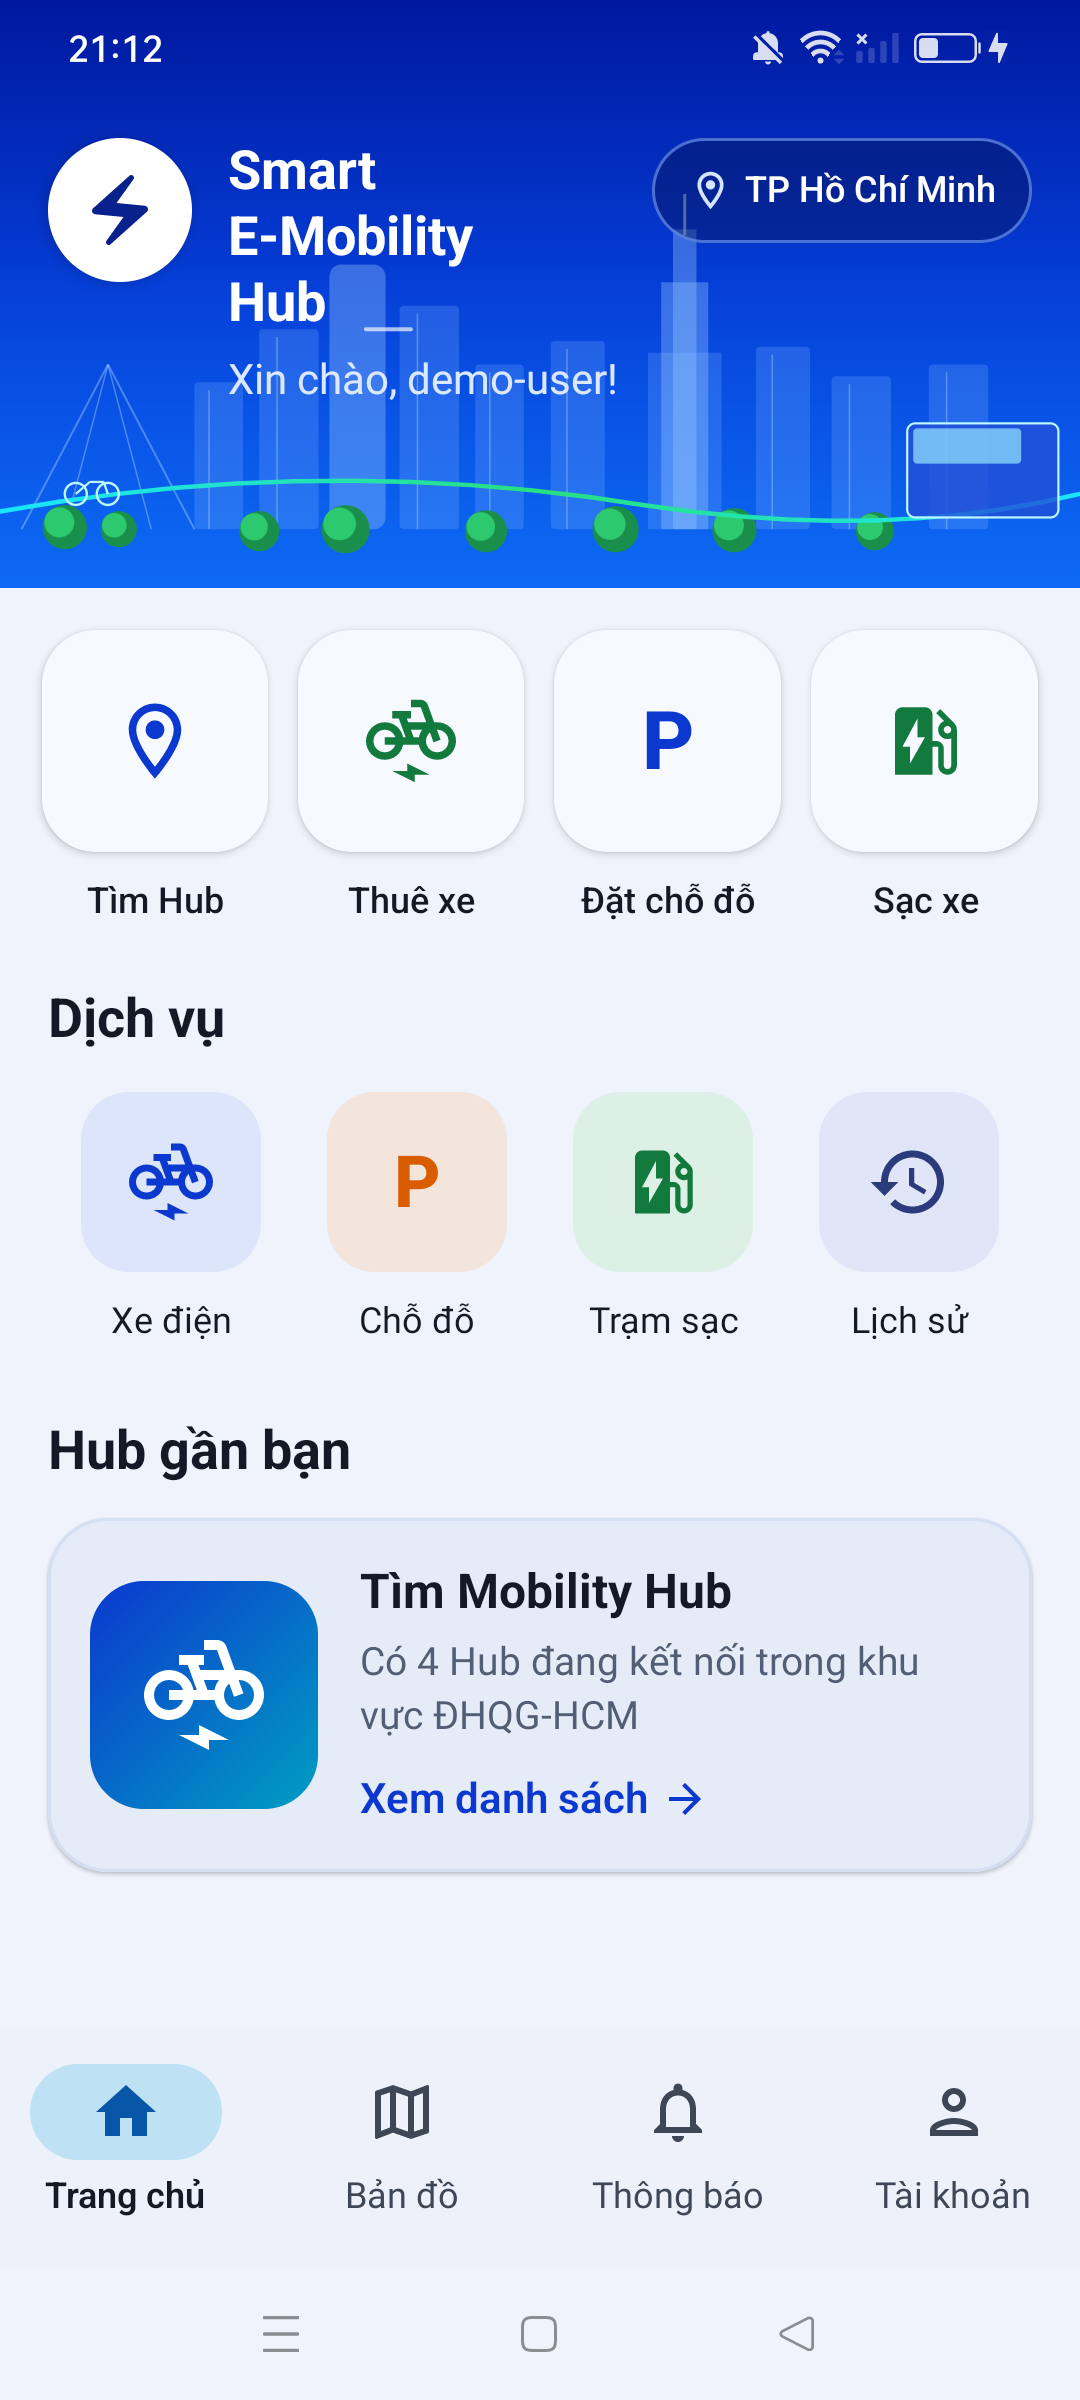 21:12
Smart
E-Mobility
Hub
TP Hồ Chí Minh
Xin chào, demo-user!
P
Tìm Hub
Thuê xe
Đặt chỗ đỗ
Sạc xe
Dịch vụ
P
Xe điện
Chỗ đỗ
Trạm sạc
Lịch sử
Hub gần bạn
Tìm Mobility Hub
Có 4 Hub đang kết nối trong khu
vực ĐHQG-HCM
Xem danh sách
Trang chủ
Bản đồ
Thông báo
Tài khoản